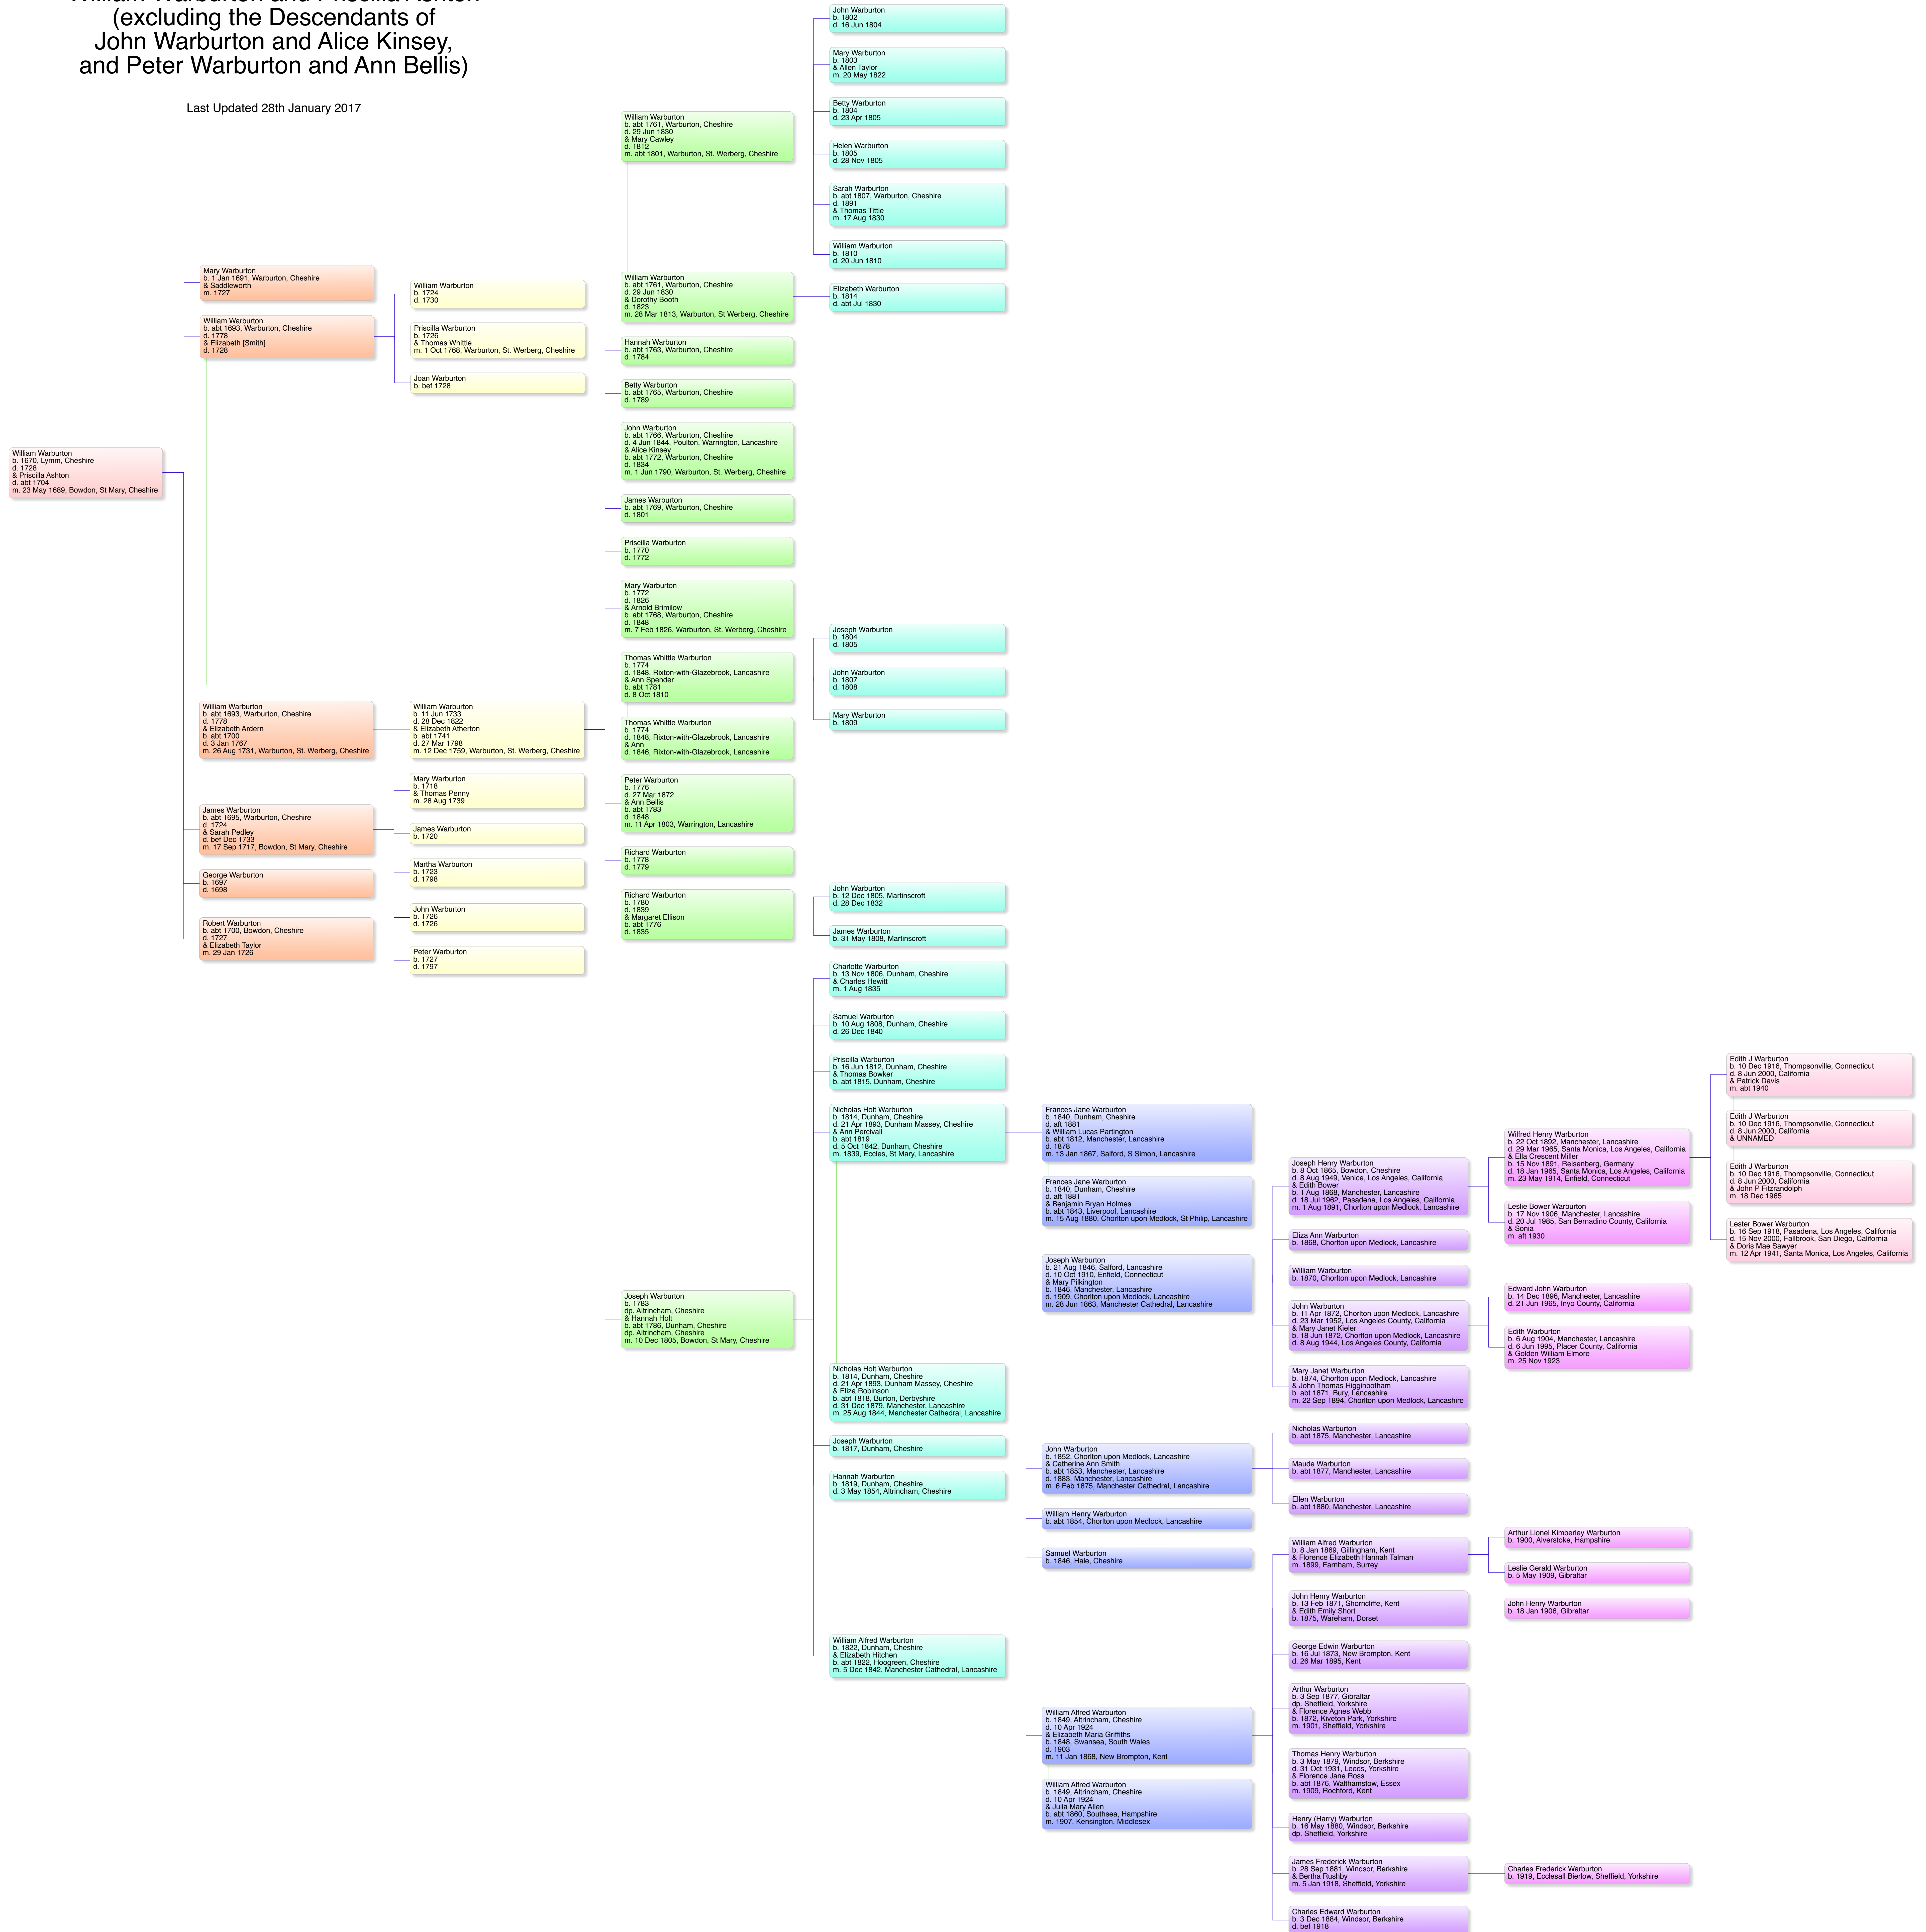 William Warburton and Priscilla Ashton
(excluding the Descendants of
John Warburton and Alice Kinsey,
and Peter Warburton and Ann Bellis)
Last Updated 28th January 2017
William Warburton
b. 1670, Lymm, Cheshire
d. 1728
& Priscilla Ashton
d. abt 1704
m. 23 May 1689, Bowdon, St Mary, Cheshire
Mary Warburton
b. 1 Jan 1691, Warburton, Cheshire
& Saddleworth
m. 1727
William Warburton
b. abt 1693, Warburton, Cheshire
d. 1778
& Elizabeth [Smith]
d. 1728
William Warburton
b. abt 1693, Warburton, Cheshire
d. 1778
& Elizabeth Ardern
b. abt 1700
d. 3 Jan 1767
m. 26 Aug 1731, Warburton, St. Werberg, Cheshire
James Warburton
b. abt 1695, Warburton, Cheshire
d. 1724
& Sarah Pedley
d. bef Dec 1733
m. 17 Sep 1717, Bowdon, St Mary, Cheshire
George Warburton
b. 1697
d. 1698
Robert Warburton
b. abt 1700, Bowdon, Cheshire
d. 1727
& Elizabeth Taylor
m. 29 Jan 1726
William Warburton
b. 1724
d. 1730
Priscilla Warburton
b. 1726
& Thomas Whittle
m. 1 Oct 1768, Warburton, St. Werberg, Cheshire
Joan Warburton
b. bef 1728
William Warburton
b. 11 Jun 1733
d. 28 Dec 1822
& Elizabeth Atherton
b. abt 1741
d. 27 Mar 1798
m. 12 Dec 1759, Warburton, St. Werberg, Cheshire
Mary Warburton
b. 1718
& Thomas Penny
m. 28 Aug 1739
James Warburton
b. 1720
Martha Warburton
b. 1723
d. 1798
John Warburton
b. 1726
d. 1726
Peter Warburton
b. 1727
d. 1797
William Warburton
b. abt 1761, Warburton, Cheshire
d. 29 Jun 1830
& Mary Cawley
d. 1812
m. abt 1801, Warburton, St. Werberg, Cheshire
William Warburton
b. abt 1761, Warburton, Cheshire
d. 29 Jun 1830
& Dorothy Booth
d. 1823
m. 28 Mar 1813, Warburton, St Werberg, Cheshire
Hannah Warburton
b. abt 1763, Warburton, Cheshire
d. 1784
Betty Warburton
b. abt 1765, Warburton, Cheshire
d. 1789
John Warburton
b. abt 1766, Warburton, Cheshire
d. 4 Jun 1844, Poulton, Warrington, Lancashire
& Alice Kinsey
b. abt 1772, Warburton, Cheshire
d. 1834
m. 1 Jun 1790, Warburton, St. Werberg, Cheshire
James Warburton
b. abt 1769, Warburton, Cheshire
d. 1801
Priscilla Warburton
b. 1770
d. 1772
Mary Warburton
b. 1772
d. 1826
& Arnold Brimilow
b. abt 1768, Warburton, Cheshire
d. 1848
m. 7 Feb 1826, Warburton, St. Werberg, Cheshire
Thomas Whittle Warburton
b. 1774
d. 1848, Rixton-with-Glazebrook, Lancashire
& Ann Spender
b. abt 1781
d. 8 Oct 1810
Thomas Whittle Warburton
b. 1774
d. 1848, Rixton-with-Glazebrook, Lancashire
& Ann
d. 1846, Rixton-with-Glazebrook, Lancashire
Peter Warburton
b. 1776
d. 27 Mar 1872
& Ann Bellis
b. abt 1783
d. 1848
m. 11 Apr 1803, Warrington, Lancashire
Richard Warburton
b. 1778
d. 1779
Richard Warburton
b. 1780
d. 1839
& Margaret Ellison
b. abt 1776
d. 1835
Joseph Warburton
b. 1783
dp. Altrincham, Cheshire
& Hannah Holt
b. abt 1786, Dunham, Cheshire
dp. Altrincham, Cheshire
m. 10 Dec 1805, Bowdon, St Mary, Cheshire
John Warburton
b. 1802
d. 16 Jun 1804
Mary Warburton
b. 1803
& Allen Taylor
m. 20 May 1822
Betty Warburton
b. 1804
d. 23 Apr 1805
Helen Warburton
b. 1805
d. 28 Nov 1805
Sarah Warburton
b. abt 1807, Warburton, Cheshire
d. 1891
& Thomas Tittle
m. 17 Aug 1830
William Warburton
b. 1810
d. 20 Jun 1810
Elizabeth Warburton
b. 1814
d. abt Jul 1830
Joseph Warburton
b. 1804
d. 1805
John Warburton
b. 1807
d. 1808
Mary Warburton
b. 1809
John Warburton
b. 12 Dec 1805, Martinscroft
d. 28 Dec 1832
James Warburton
b. 31 May 1808, Martinscroft
Charlotte Warburton
b. 13 Nov 1806, Dunham, Cheshire
& Charles Hewitt
m. 1 Aug 1835
Samuel Warburton
b. 10 Aug 1808, Dunham, Cheshire
d. 26 Dec 1840
Priscilla Warburton
b. 16 Jun 1812, Dunham, Cheshire
& Thomas Bowker
b. abt 1815, Dunham, Cheshire
Nicholas Holt Warburton
b. 1814, Dunham, Cheshire
d. 21 Apr 1893, Dunham Massey, Cheshire
& Ann Percivall
b. abt 1819
d. 5 Oct 1842, Dunham, Cheshire
m. 1839, Eccles, St Mary, Lancashire
Nicholas Holt Warburton
b. 1814, Dunham, Cheshire
d. 21 Apr 1893, Dunham Massey, Cheshire
& Eliza Robinson
b. abt 1818, Burton, Derbyshire
d. 31 Dec 1879, Manchester, Lancashire
m. 25 Aug 1844, Manchester Cathedral, Lancashire
Joseph Warburton
b. 1817, Dunham, Cheshire
Hannah Warburton
b. 1819, Dunham, Cheshire
d. 3 May 1854, Altrincham, Cheshire
William Alfred Warburton
b. 1822, Dunham, Cheshire
& Elizabeth Hitchen
b. abt 1822, Hoogreen, Cheshire
m. 5 Dec 1842, Manchester Cathedral, Lancashire
Frances Jane Warburton
b. 1840, Dunham, Cheshire
d. aft 1881
& William Lucas Partington
b. abt 1812, Manchester, Lancashire
d. 1878
m. 13 Jan 1867, Salford, S Simon, Lancashire
Frances Jane Warburton
b. 1840, Dunham, Cheshire
d. aft 1881
& Benjamin Bryan Holmes
b. abt 1843, Liverpool, Lancashire
m. 15 Aug 1880, Chorlton upon Medlock, St Philip, Lancashire
Joseph Warburton
b. 21 Aug 1846, Salford, Lancashire
d. 10 Oct 1910, Enfield, Connecticut
& Mary Pilkington
b. 1846, Manchester, Lancashire
d. 1909, Chorlton upon Medlock, Lancashire
m. 28 Jun 1863, Manchester Cathedral, Lancashire
John Warburton
b. 1852, Chorlton upon Medlock, Lancashire
& Catherine Ann Smith
b. abt 1853, Manchester, Lancashire
d. 1883, Manchester, Lancashire
m. 6 Feb 1875, Manchester Cathedral, Lancashire
William Henry Warburton
b. abt 1854, Chorlton upon Medlock, Lancashire
Samuel Warburton
b. 1846, Hale, Cheshire
William Alfred Warburton
b. 1849, Altrincham, Cheshire
d. 10 Apr 1924
& Elizabeth Maria Griffiths
b. 1848, Swansea, South Wales
d. 1903
m. 11 Jan 1868, New Brompton, Kent
William Alfred Warburton
b. 1849, Altrincham, Cheshire
d. 10 Apr 1924
& Julia Mary Allen
b. abt 1860, Southsea, Hampshire
m. 1907, Kensington, Middlesex
Joseph Henry Warburton
b. 8 Oct 1865, Bowdon, Cheshire
d. 8 Aug 1949, Venice, Los Angeles, California
& Edith Bower
b. 1 Aug 1868, Manchester, Lancashire
d. 18 Jul 1962, Pasadena, Los Angeles, California
m. 1 Aug 1891, Chorlton upon Medlock, Lancashire
Eliza Ann Warburton
b. 1868, Chorlton upon Medlock, Lancashire
William Warburton
b. 1870, Chorlton upon Medlock, Lancashire
John Warburton
b. 11 Apr 1872, Chorlton upon Medlock, Lancashire
d. 23 Mar 1952, Los Angeles County, California
& Mary Janet Kieler
b. 18 Jun 1872, Chorlton upon Medlock, Lancashire
d. 8 Aug 1944, Los Angeles County, California
Mary Janet Warburton
b. 1874, Chorlton upon Medlock, Lancashire
& John Thomas Higginbotham
b. abt 1871, Bury, Lancashire
m. 22 Sep 1894, Chorlton upon Medlock, Lancashire
Nicholas Warburton
b. abt 1875, Manchester, Lancashire
Maude Warburton
b. abt 1877, Manchester, Lancashire
Ellen Warburton
b. abt 1880, Manchester, Lancashire
William Alfred Warburton
b. 8 Jan 1869, Gillingham, Kent
& Florence Elizabeth Hannah Talman
m. 1899, Farnham, Surrey
John Henry Warburton
b. 13 Feb 1871, Shorncliffe, Kent
& Edith Emily Short
b. 1875, Wareham, Dorset
George Edwin Warburton
b. 16 Jul 1873, New Brompton, Kent
d. 26 Mar 1895, Kent
Arthur Warburton
b. 3 Sep 1877, Gibraltar
dp. Sheffield, Yorkshire
& Florence Agnes Webb
b. 1872, Kiveton Park, Yorkshire
m. 1901, Sheffield, Yorkshire
Thomas Henry Warburton
b. 3 May 1879, Windsor, Berkshire
d. 31 Oct 1931, Leeds, Yorkshire
& Florence Jane Ross
b. abt 1876, Walthamstow, Essex
m. 1909, Rochford, Kent
Henry (Harry) Warburton
b. 16 May 1880, Windsor, Berkshire
dp. Sheffield, Yorkshire
James Frederick Warburton
b. 28 Sep 1881, Windsor, Berkshire
& Bertha Rushby
m. 5 Jan 1918, Sheffield, Yorkshire
Charles Edward Warburton
b. 3 Dec 1884, Windsor, Berkshire
d. bef 1918
Wilfred Henry Warburton
b. 22 Oct 1892, Manchester, Lancashire
d. 29 Mar 1965, Santa Monica, Los Angeles, California
& Ella Crescent Miller
b. 15 Nov 1891, Reisenberg, Germany
d. 18 Jan 1965, Santa Monica, Los Angeles, California
m. 23 May 1914, Enfield, Connecticut
Leslie Bower Warburton
b. 17 Nov 1906, Manchester, Lancashire
d. 20 Jul 1985, San Bernadino County, California
& Sonia
m. aft 1930
Edward John Warburton
b. 14 Dec 1896, Manchester, Lancashire
d. 21 Jun 1965, Inyo County, California
Edith Warburton
b. 6 Aug 1904, Manchester, Lancashire
d. 6 Jun 1995, Placer County, California
& Golden William Elmore
m. 25 Nov 1923
Arthur Lionel Kimberley Warburton
b. 1900, Alverstoke, Hampshire
Leslie Gerald Warburton
b. 5 May 1909, Gibraltar
John Henry Warburton
b. 18 Jan 1906, Gibraltar
Charles Frederick Warburton
b. 1919, Ecclesall Bierlow, Sheffield, Yorkshire
Edith J Warburton
b. 10 Dec 1916, Thompsonville, Connecticut
d. 8 Jun 2000, California
& Patrick Davis
m. abt 1940
Edith J Warburton
b. 10 Dec 1916, Thompsonville, Connecticut
d. 8 Jun 2000, California
& UNNAMED
Edith J Warburton
b. 10 Dec 1916, Thompsonville, Connecticut
d. 8 Jun 2000, California
& John P Fitzrandolph
m. 18 Dec 1965
Lester Bower Warburton
b. 16 Sep 1918, Pasadena, Los Angeles, California
d. 15 Nov 2000, Fallbrook, San Diego, California
& Doris Mae Sawyer
m. 12 Apr 1941, Santa Monica, Los Angeles, California